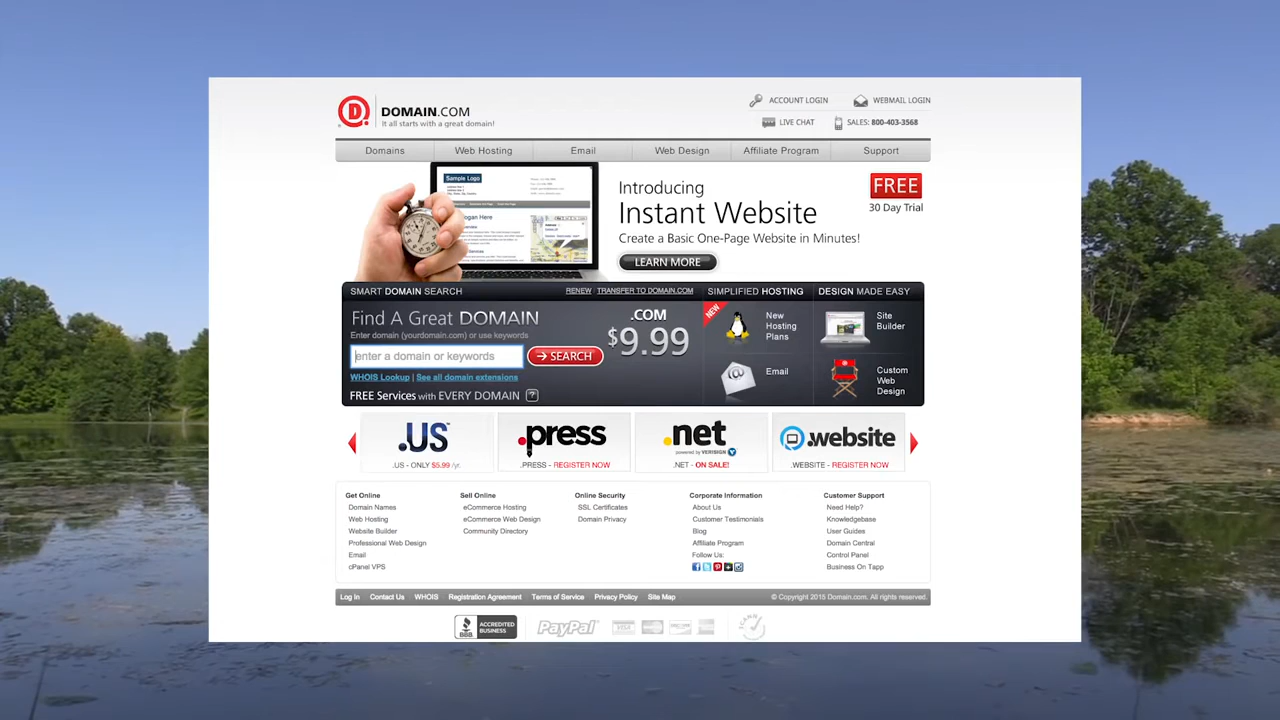 DOMAIN.COM
It all starts with a great domain!
ACCOUNT LOGIN
WEBMAIL LOGIN
LIVE CHAT
SALES: 800-403-3568
Domains
Web Hosting
Email
Web Design
Affiliate Program
Support
Sample Logo
Introducing
Instant Website
Create a Basic One-Page Website in Minutes!
LEARN MORE
FREE
30 Day Trial
SMART DOMAIN SEARCH
RENEW
TRANSFER TO DOMAIN.COM
SIMPLIFIED HOSTING
DESIGN MADE EASY
Find A Great DOMAIN
Enter domain (yourdomain.com) or use keywords
enter a domain or keywords
SEARCH
WHOIS Lookup | See all domain extensions
FREE Services with EVERY DOMAIN ?
.COM
$9.99
NEW
New
Hosting
Plans
Email
Site
Builder
Custom
Web
Design
.US
.US - ONLY $5.99 /yr.
.press
.PRESS - REGISTER NOW
.net
powered by VERISIGN
.NET - ON SALE!
.website
.WEBSITE - REGISTER NOW
Get Online
Domain Names
Web Hosting
Website Builder
Professional Web Design
Email
cPanel VPS
Sell Online
eCommerce Hosting
eCommerce Web Design
Community Directory
Online Security
SSL Certificates
Domain Privacy
Corporate Information
About Us
Customer Testimonials
Blog
Affiliate Program
Follow Us:
Customer Support
Need Help?
Knowledgebase
User Guides
Domain Central
Control Panel
Business On Tapp
Log In
Contact Us
WHOIS
Registration Agreement
Terms of Service
Privacy Policy
Site Map
© Copyright 2015 Domain.com. All rights reserved.
BBB
ACCREDITED
BUSINESS
PayPal
VISA